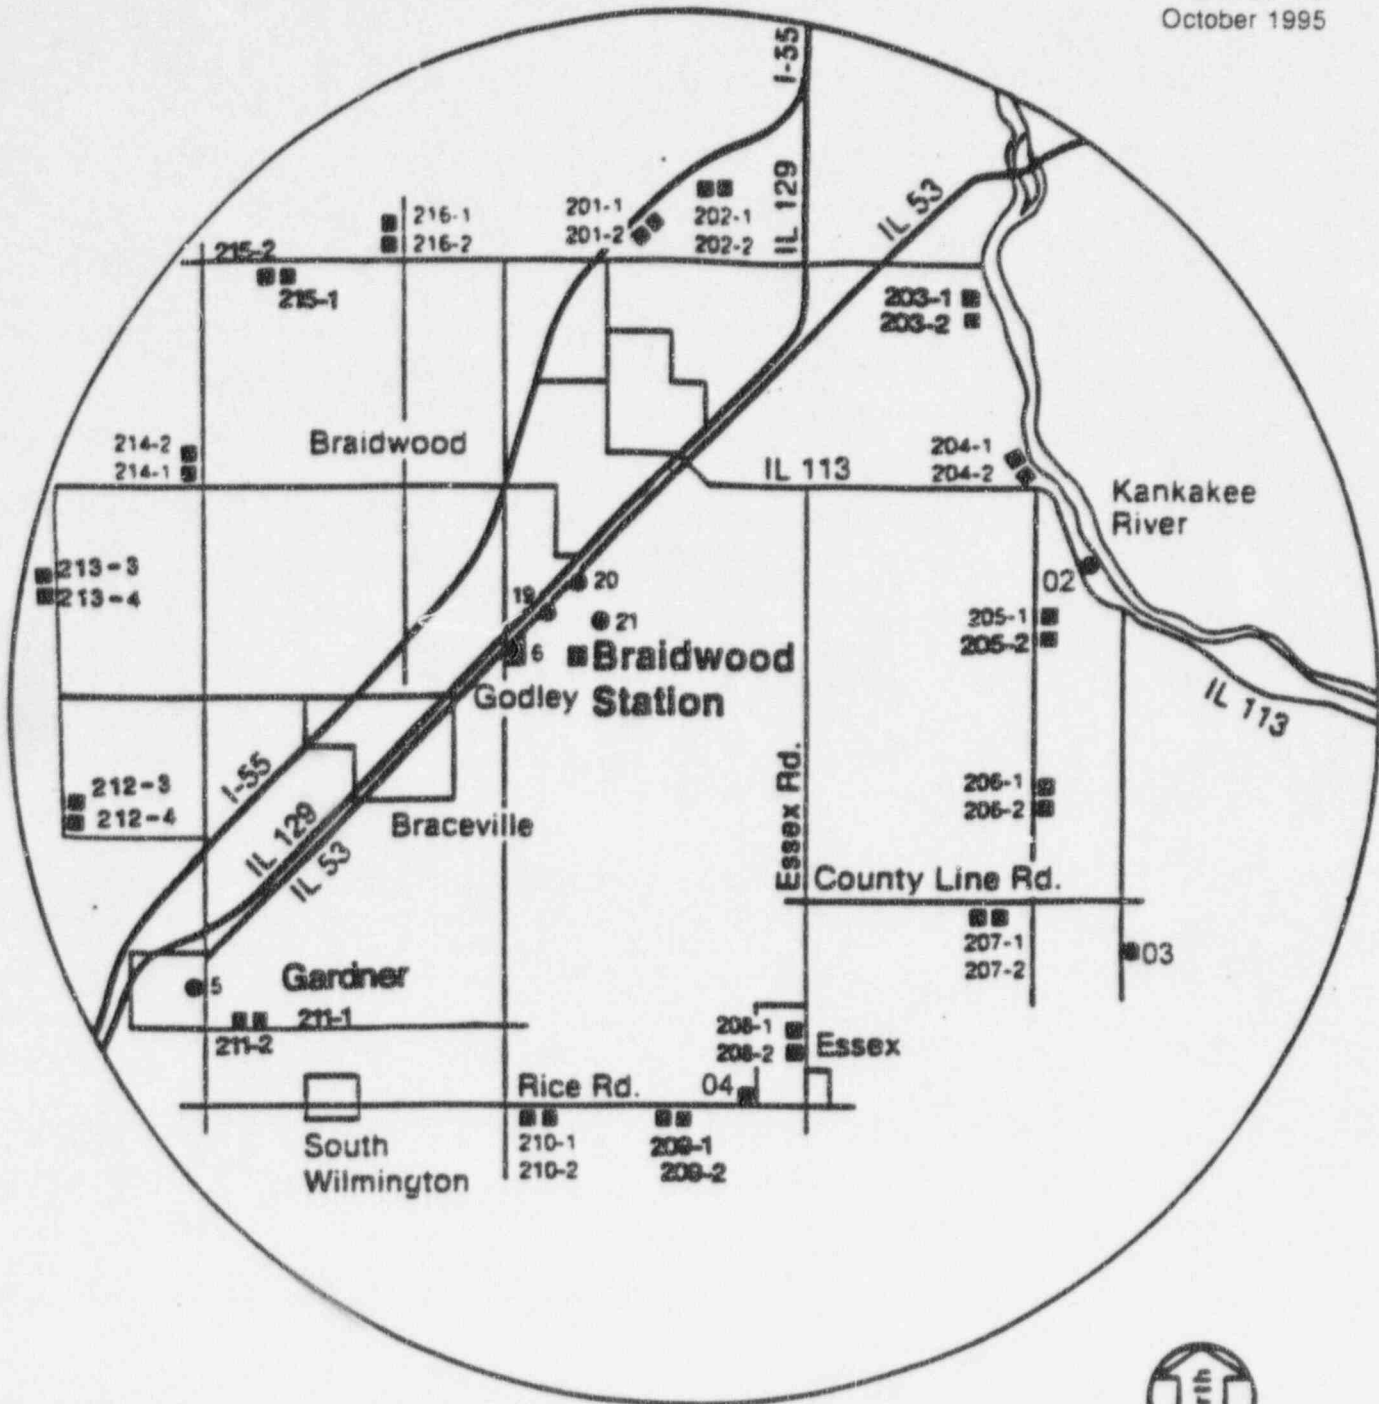 October 1995
I-55
IL 129
IL 53
216-1
216-2
201-1
201-2
202-1
202-2
215-2
215-1
203-1
203-2
214-2
214-1
Braidwood
IL 113
204-1
204-2
Kankakee
River
213-3
213-4
19
20
21
02
205-1
205-2
6
Braidwood
Station
Godley
IL 113
Essex Rd.
I-55
212-3
212-4
IL 129
IL 53
Braceville
206-1
206-2
County Line Rd.
207-1
207-2
03
Gardner
5
211-1
211-2
208-1
208-2
Essex
Rice Rd.
04
South
Wilmington
210-1
210-2
209-1
209-2